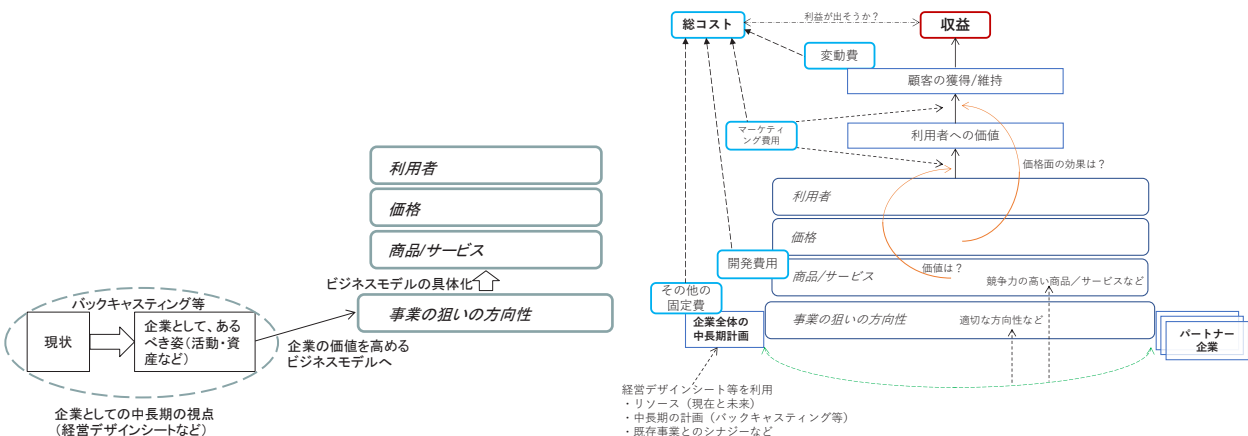 利用者
価格
商品/サービス
ビジネスモデルの具体化
事業の狙いの方向性
バックキャスティング等
現状
企業として、ある
べき姿(活動・資
産など)
企業の価値を高める
ビジネスモデルへ
企業としての中長期の視点
(経営デザインシートなど)
総コスト
利益が出そうか？
収益
変動費
顧客の獲得/維持
マーケティ
ング費用
利用者への価値
価格面の効果は？
利用者
価格
開発費用
価値は？
商品/サービス
競争力の高い商品／サービスなど
その他の
固定費
企業全体の
中長期計画
事業の狙いの方向性
適切な方向性など
パートナー
企業
経営デザインシート等を利用
・リソース（現在と未来）
・中長期の計画（バックキャスティング等）
・既存事業とのシナジーなど